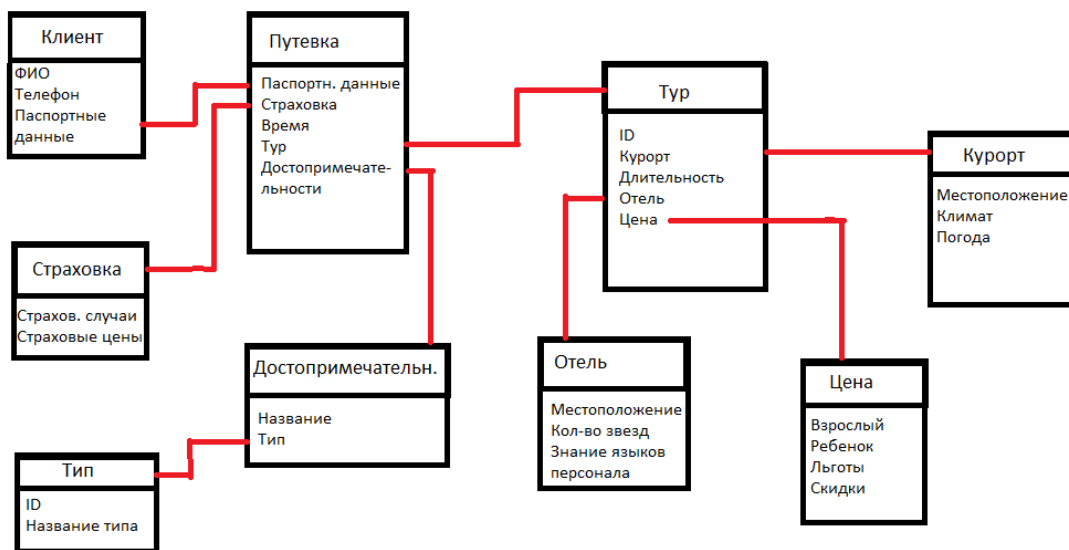 Клиент
ФИО
Телефон
Паспортные
данные
Путевка
Паспортн. данные
Страховка
Время
Тур
Достопримечате-
льности
Тур
ID
Курорт
Длительность
Отель
Цена
Курорт
Местоположение
Климат
Погода
Страховка
Страхов. случаи
Страховые цены
Достопримечательн.
Название
Тип
Тип
ID
Название типа
Отель
Местоположение
Кол-во звезд
Знание языков
персонала
Цена
Взрослый
Ребенок
Льготы
Скидки